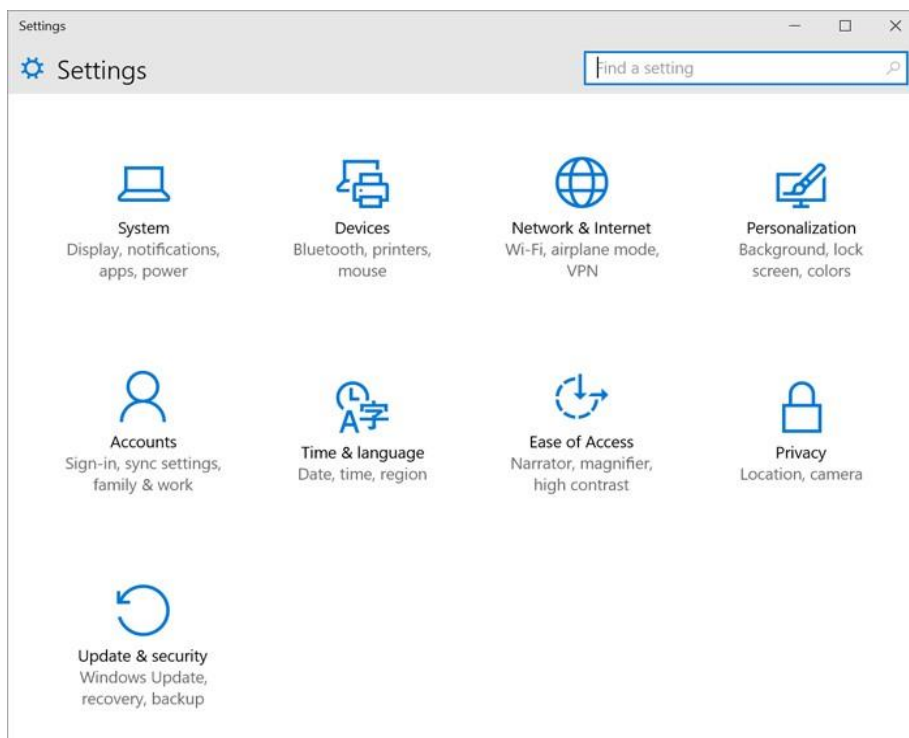 Settings
Settings
Find a setting
System
Display, notifications,
apps, power
Devices
Bluetooth, printers,
mouse
Network & Internet
Wi-Fi, airplane mode,
VPN
Personalization
Background, lock
screen, colors
Accounts
Sign-in, sync settings,
family & work
A字
Time & language
Date, time, region
Ease of Access
Narrator, magnifier,
high contrast
Privacy
Location, camera
Update & security
Windows Update,
recovery, backup